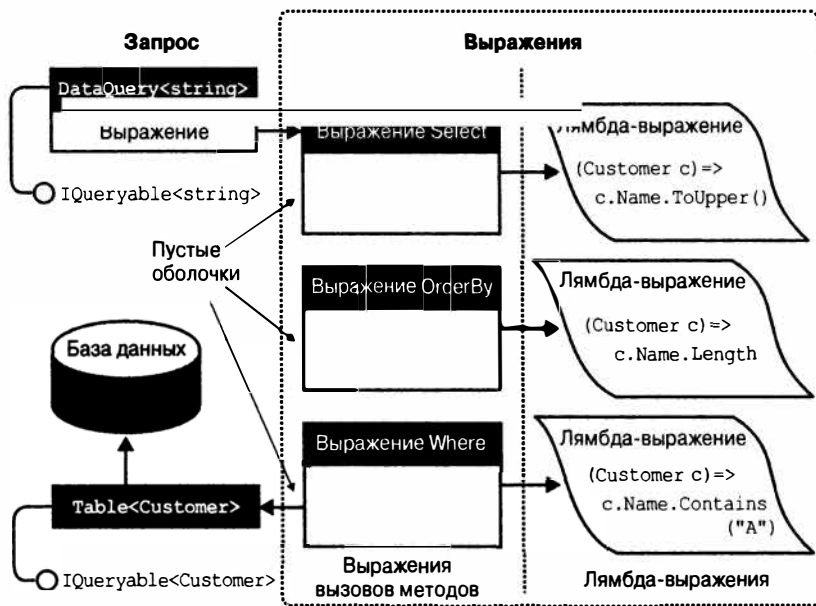 Запрос
Выражения
DataQuery<string>
Выражение
IQueryable<string>
Выражение Select
Лямбда-выражение
(Customer c)=>
c.Name.ToUpper()
Пустые
оболочки
Выражение OrderBy
Лямбда-выражение
(Customer c)=>
c.Name.Length
База данных
Выражение Where
Лямбда-выражение
(Customer c)=>
c.Name.Contains
("A")
Table<Customer>
IQueryable<Customer>
Выражения
вызовов методов
Лямбда-выражения